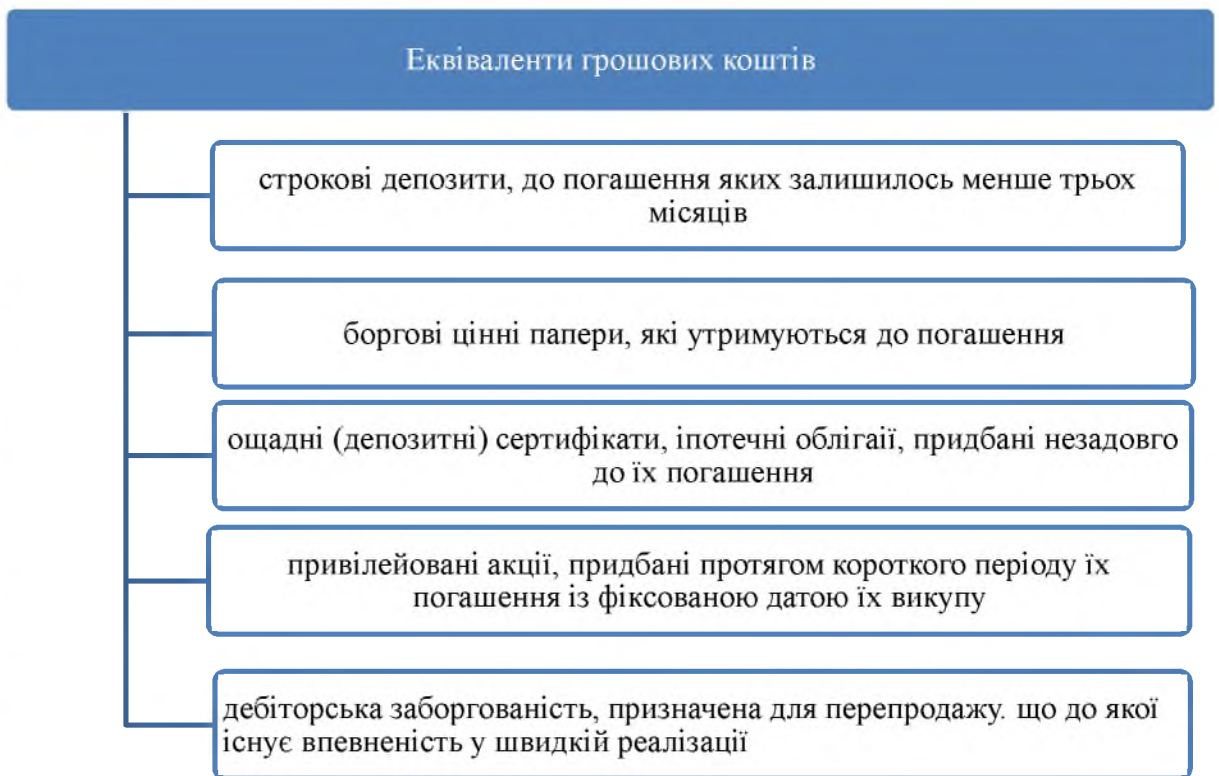 Еквіваленти грошових коштів
строкові депозити, до погашення яких залишилось менше трьох
місяців
боргові цінні папери, які утримуються до погашення
ощадні (депозитні) сертифікати, іпотечні облігаії, придбані незадовго
до їх погашення
привілейовані акції, придбані протягом короткого періоду їх
погашення із фіксованою датою їх викупу
дебіторська заборгованість, призначена для перепродажу. що до якої
існує впевненість у швидкій реалізації